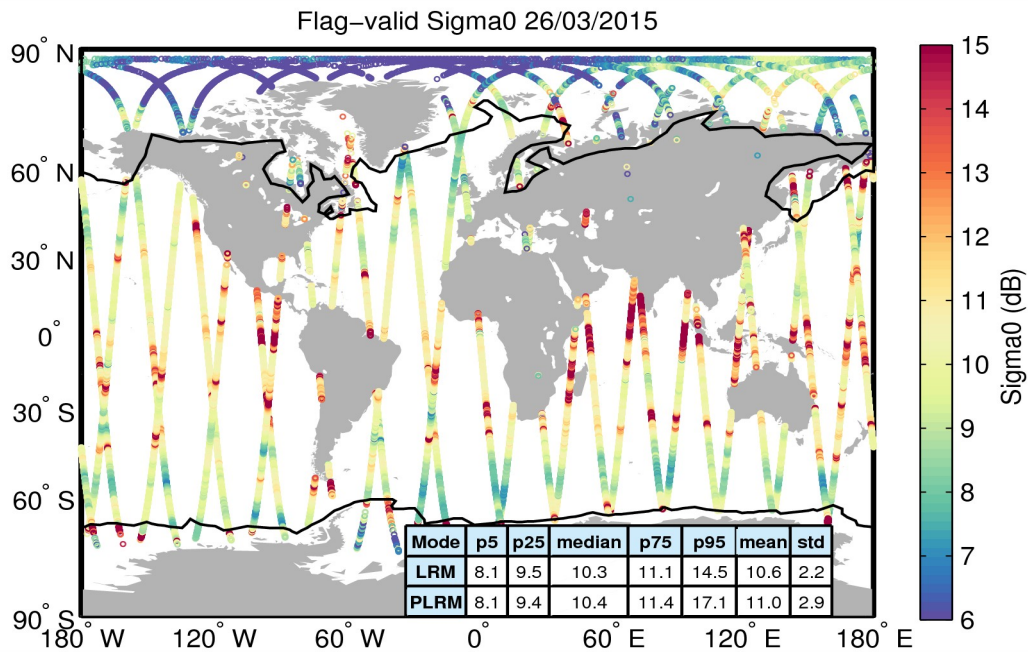 Flag−valid Sigma0 26/03/2015
90° N
60° N
30° N
0°
30° S
60° S
90° S
180° W
120° W
60° W
0°
60° E
120° E
180° E
15
14
13
12
11
10
9
8
7
6
Sigma0 (dB)
Mode p5 p25 median p75 p95 mean std
LRM 8.1 9.5 10.3 11.1 14.5 10.6 2.2
PLRM 8.1 9.4 10.4 11.4 17.1 11.0 2.9